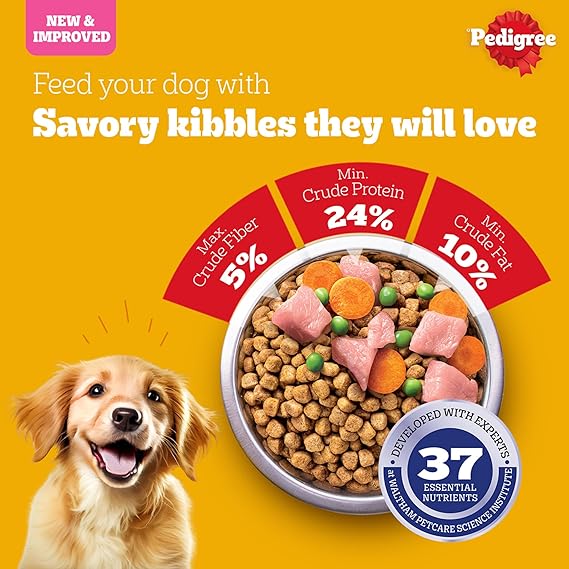 NEW &
IMPROVED
Pedigree
Feed your dog with
Savory kibbles they will love
Max.
Crude Fiber
5%
Min.
Crude Protein
24%
Min.
Crude Fat
10%
DEVELOPED WITH EXPERTS
37
ESSENTIAL
NUTRIENTS
at WALTHAM PETCARE SCIENCE INSTITUTE